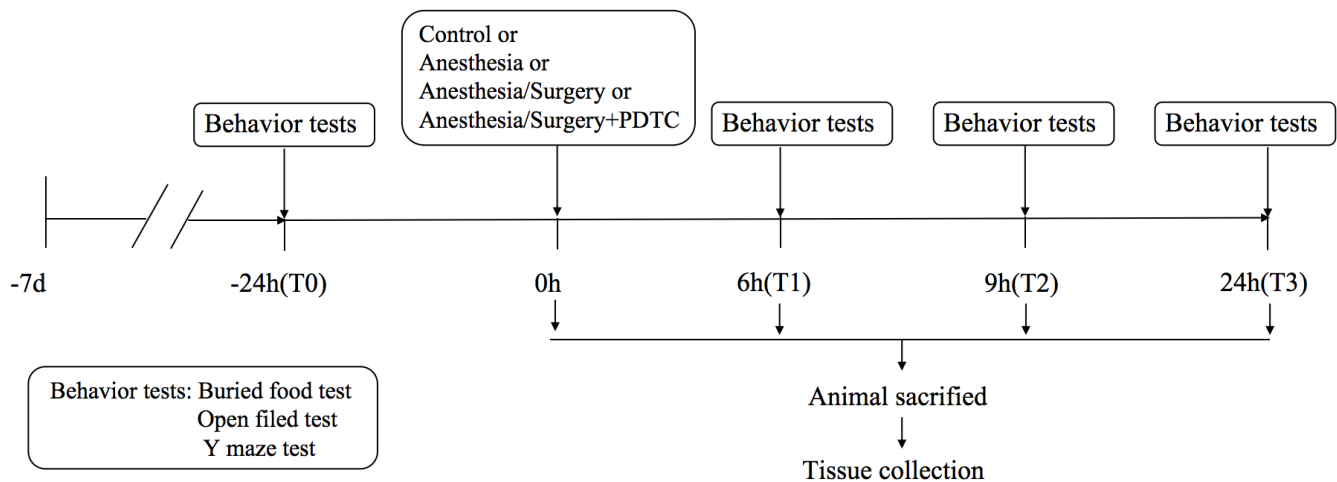 Control or
Anesthesia or
Anesthesia/Surgery or
Anesthesia/Surgery+PDTC
Behavior tests
Behavior tests
Behavior tests
Behavior tests
-7d
-24h(T0)
0h
6h(T1)
9h(T2)
24h(T3)
Behavior tests: Buried food test
Open filed test
Y maze test
Animal sacrified
Tissue collection